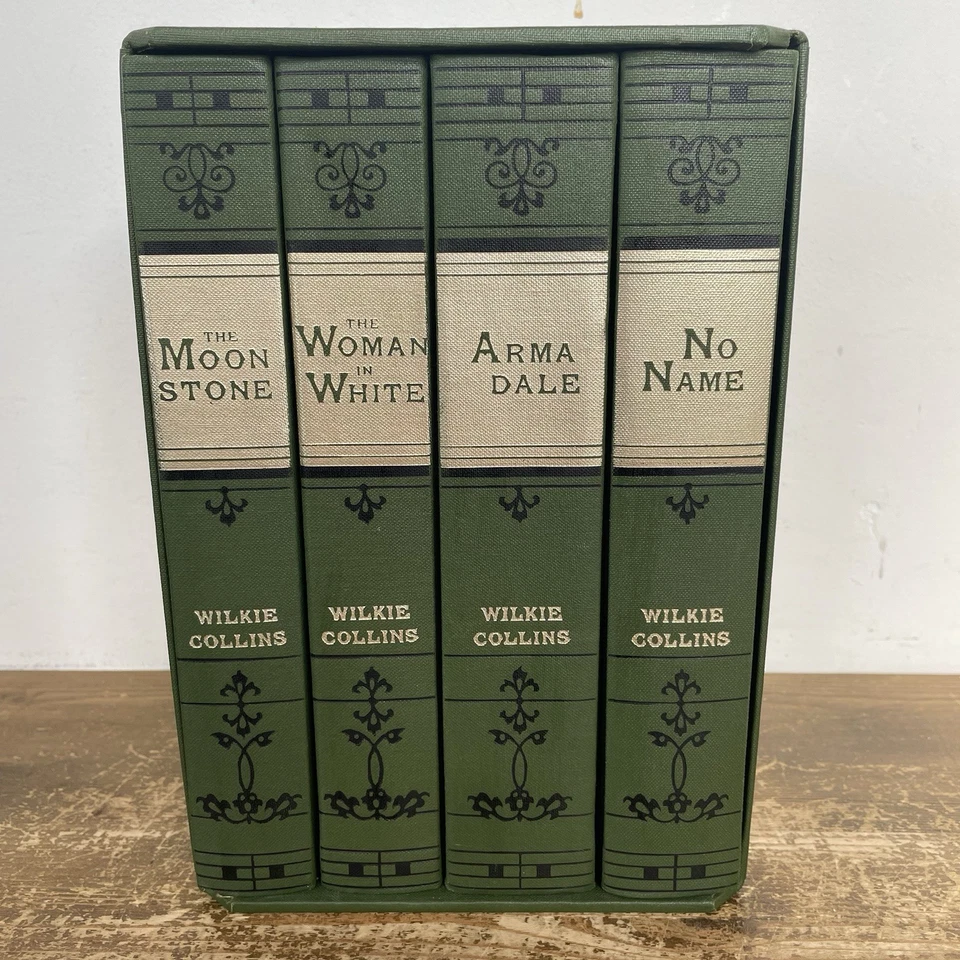 THE
MOON
STONE
WILKIE
COLLINS
THE
WOMAN
IN
WHITE
WILKIE
COLLINS
ARMA
DALE
WILKIE
COLLINS
NO
NAME
WILKIE
COLLINS